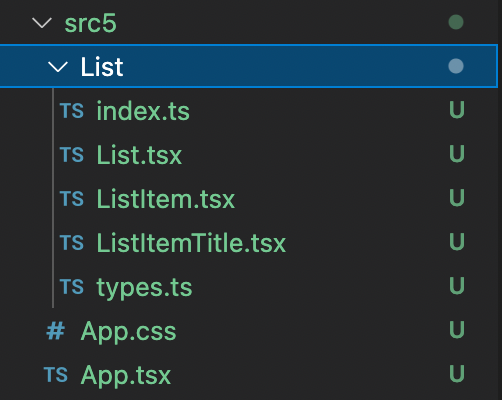 src5
List
TS index.ts U
TS List.tsx U
TS ListItem.tsx U
TS ListItemTitle.tsx U
TS types.ts U
# App.css U
TS App.tsx U